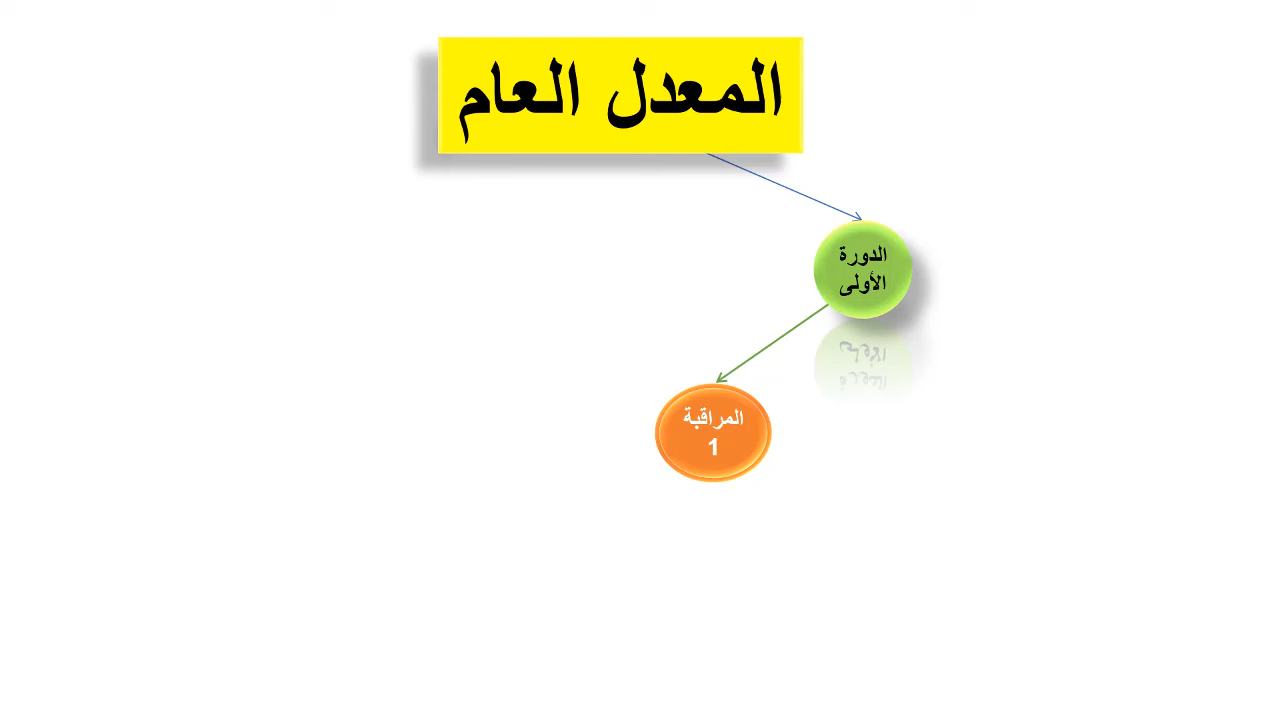 المعدل العام
الدورة
الأولى
المراقبة
1